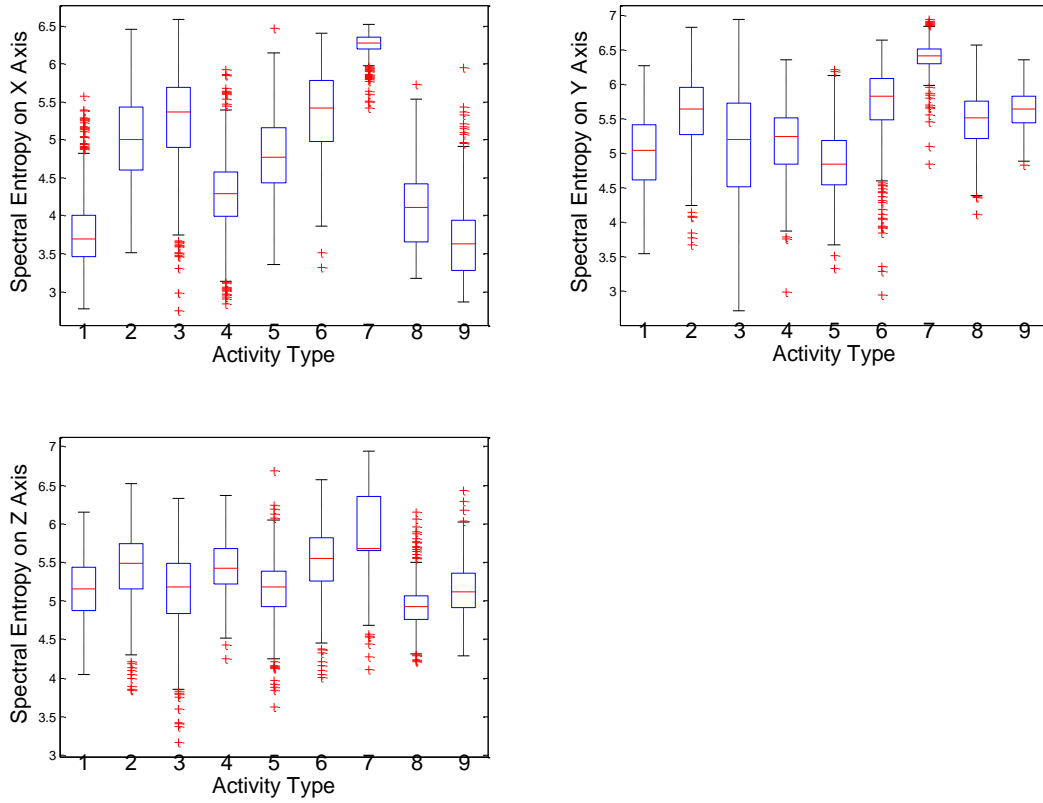 Spectral Entropy on X Axis
6.5
6
5.5
5
4.5
4
3.5
3
1 2 3 4 5 6 7 8 9
Activity Type
Spectral Entropy on Y Axis
7
6.5
6
5.5
5
4.5
4
3.5
3
1 2 3 4 5 6 7 8 9
Activity Type
Spectral Entropy on Z Axis
7
6.5
6
5.5
5
4.5
4
3.5
3
1 2 3 4 5 6 7 8 9
Activity Type